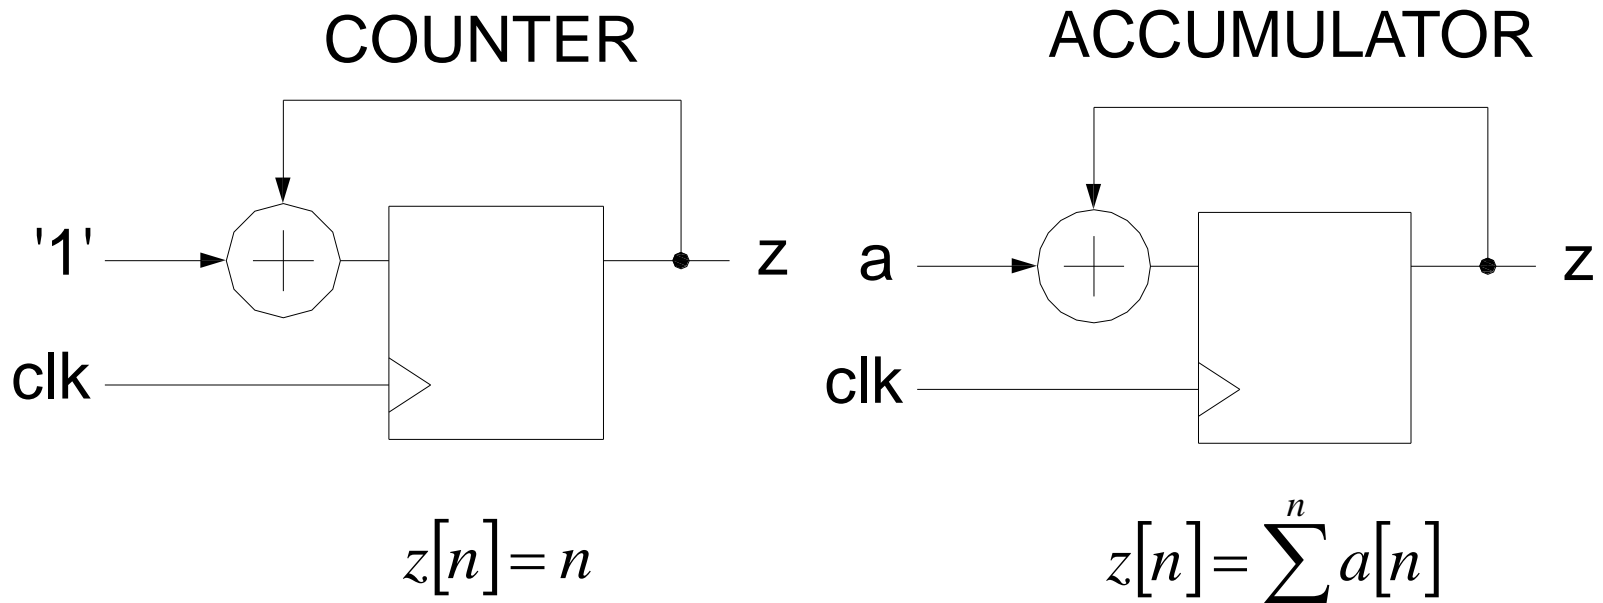 COUNTER
'1'
clk
z
z[n] = n
ACCUMULATOR
a
clk
z
z[n] = ∑ⁿ a[n]